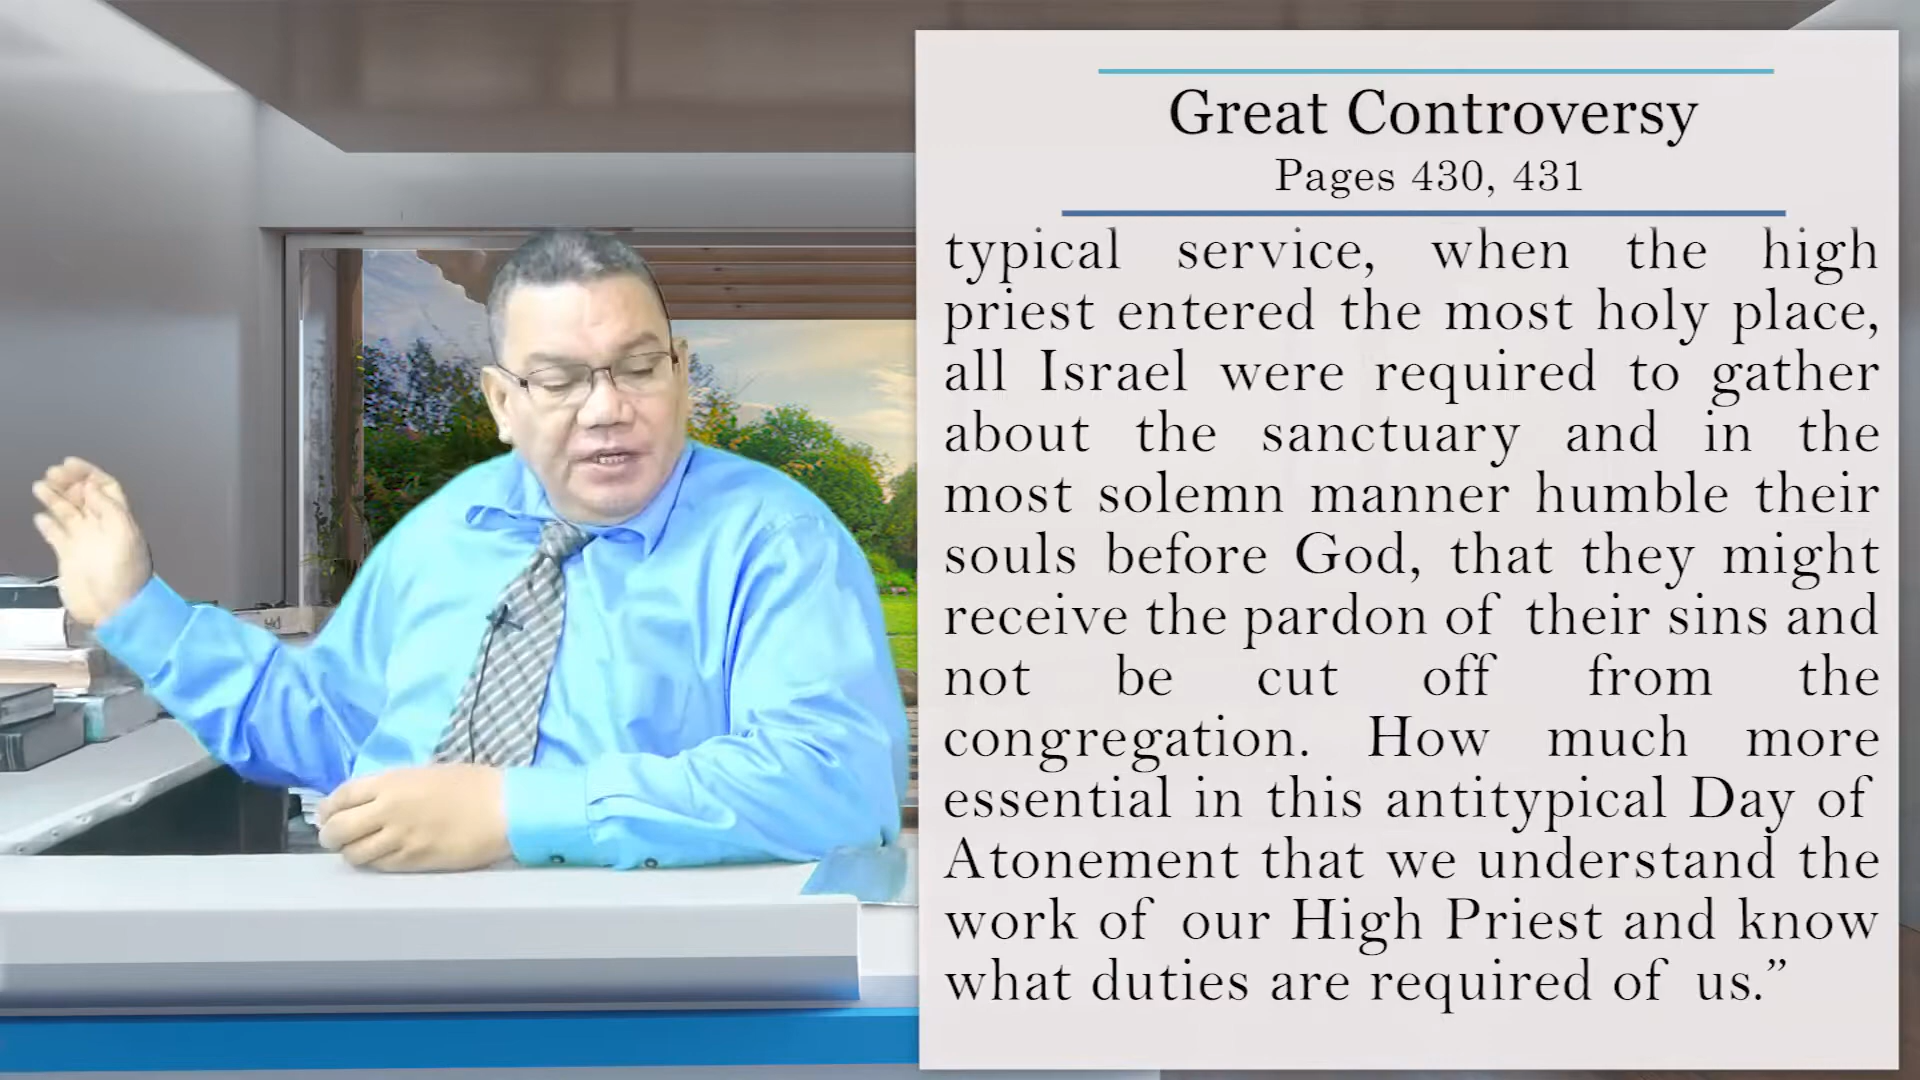 Great Controversy
Pages 430, 431
typical service, when the high
priest entered the most holy place,
all Israel were required to gather
about the sanctuary and in the
most solemn manner humble their
souls before God, that they might
receive the pardon of their sins and
not be cut off from the
congregation. How much more
essential in this antitypical Day of
Atonement that we understand the
work of our High Priest and know
what duties are required of us.”